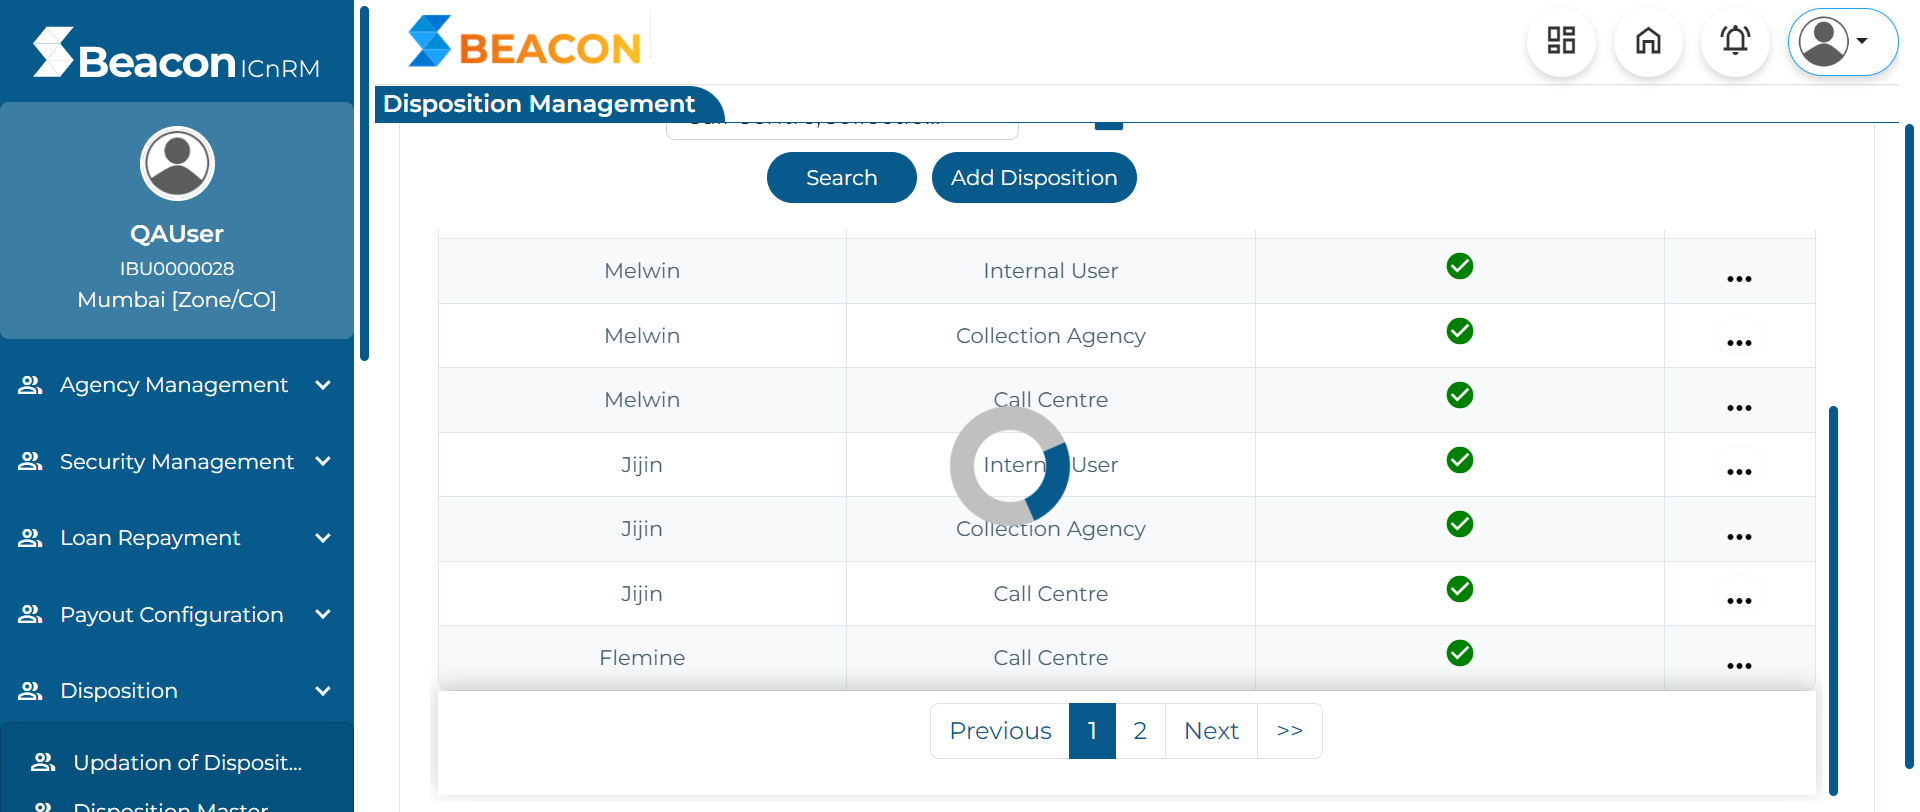 Beacon ICnRM
BEACON
Disposition Management
QAUser
IBU0000028
Mumbai [Zone/CO]
Agency Management
Security Management
Loan Repayment
Payout Configuration
Disposition
Updation of Disposit...
Disposition Master
Search
Add Disposition
Melwin Internal User
Melwin Collection Agency
Melwin Call Centre
Jijin Internal User
Jijin Collection Agency
Jijin Call Centre
Flemine Call Centre
Previous 1 2 Next >>